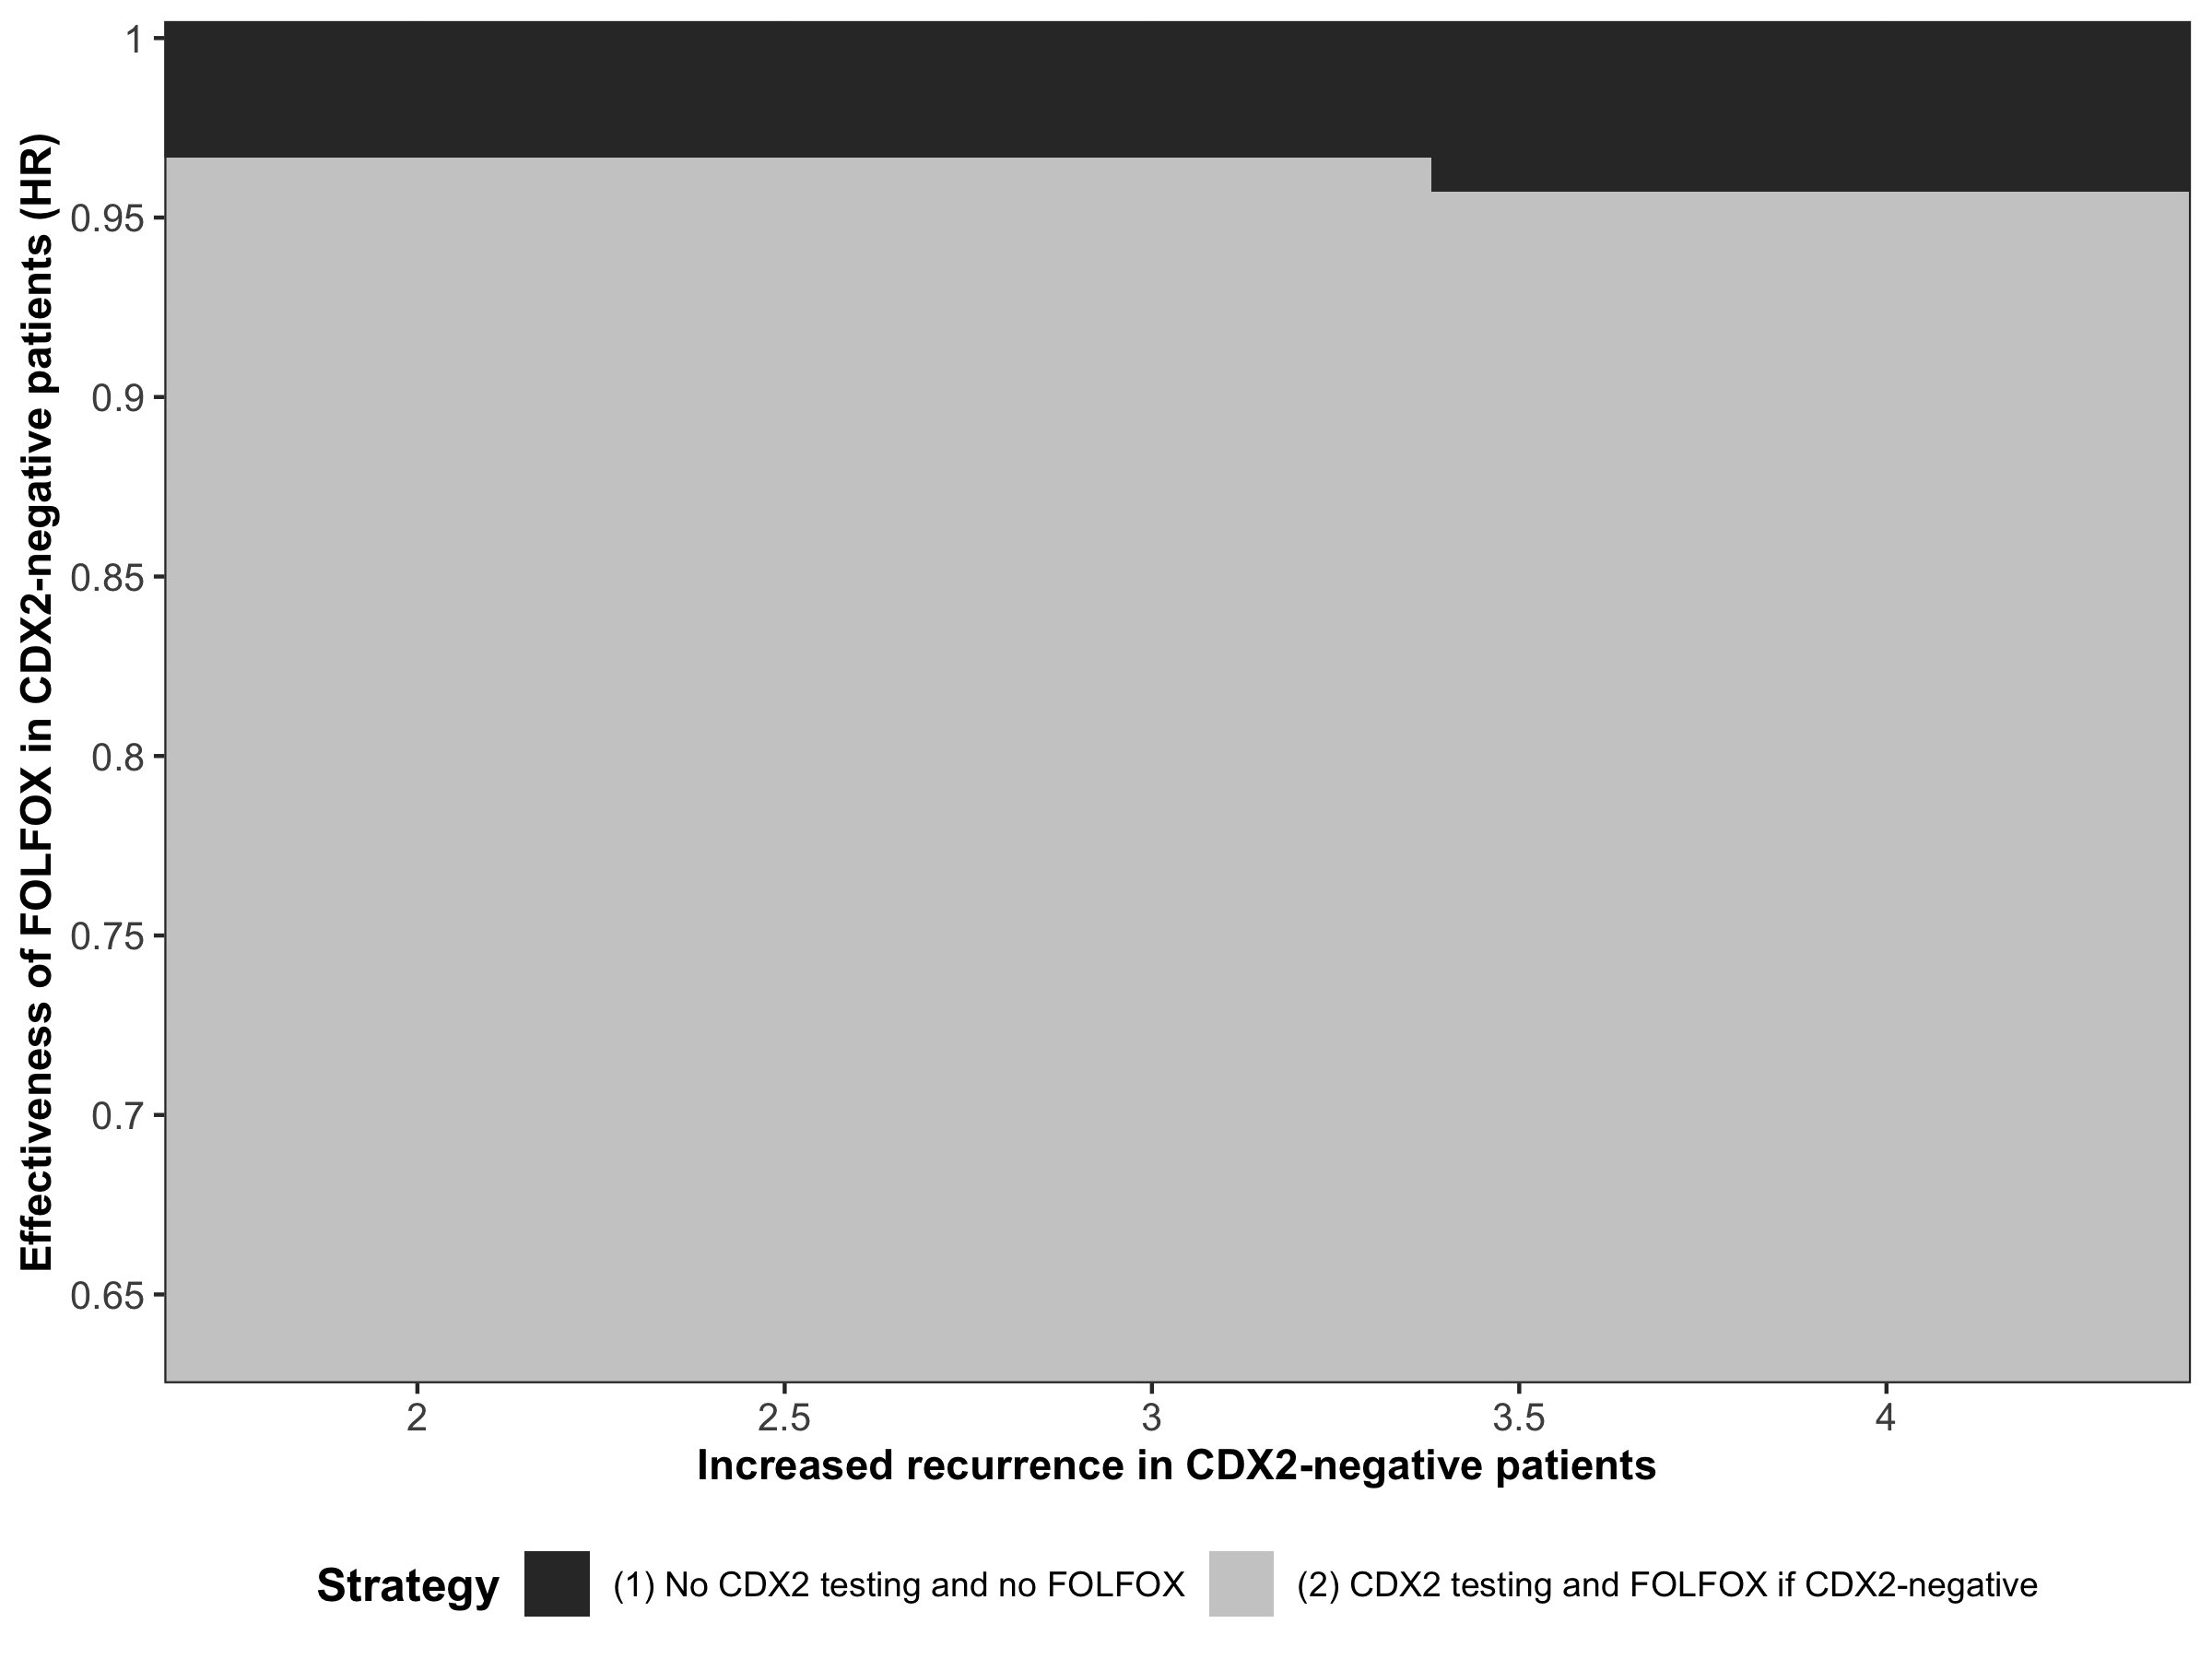 Effectiveness of FOLFOX in CDX2-negative patients (HR)
1
0.95
0.9
0.85
0.8
0.75
0.7
0.65
2 2.5 3 3.5 4
Increased recurrence in CDX2-negative patients
Strategy (1) No CDX2 testing and no FOLFOX (2) CDX2 testing and FOLFOX if CDX2-negative